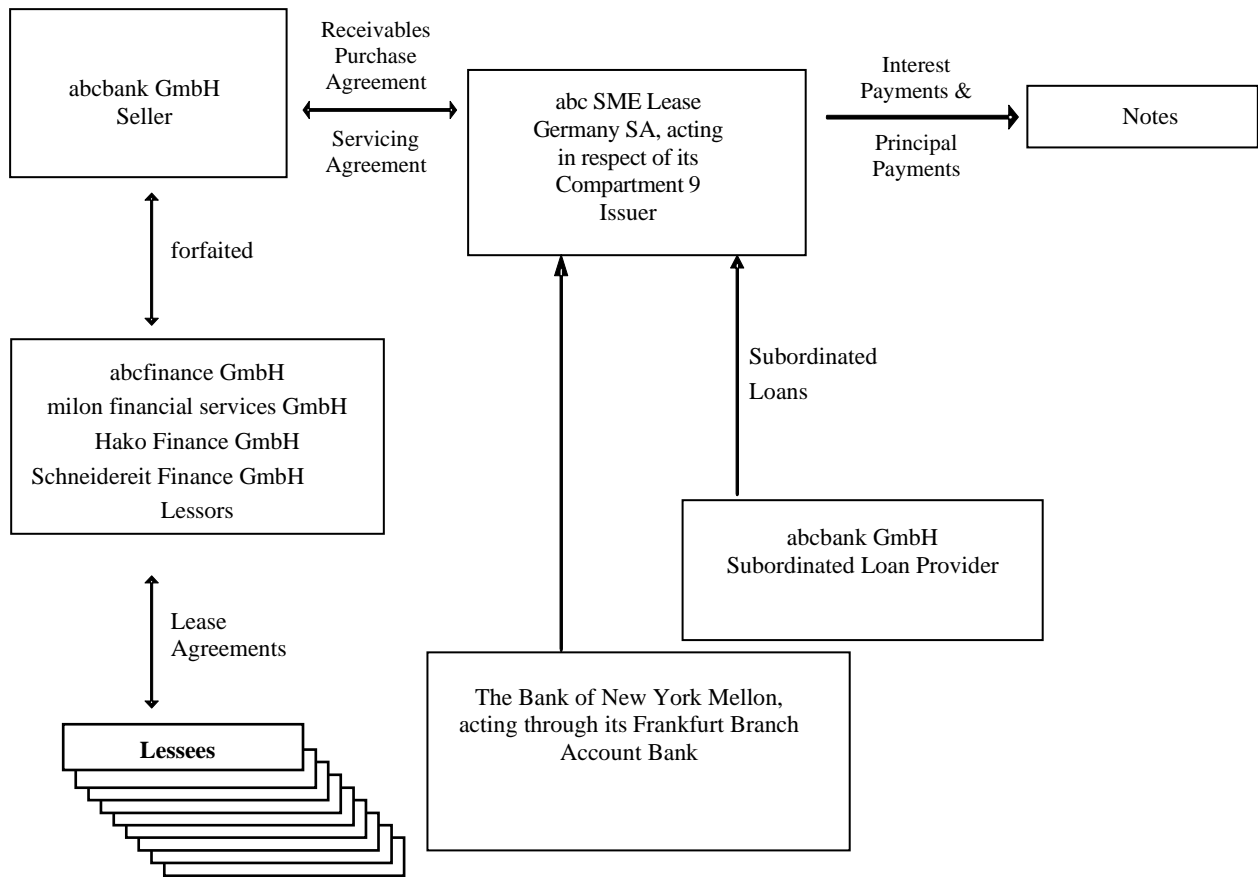 abcbank GmbH
Seller
Receivables
Purchase
Agreement
Servicing
Agreement
abc SME Lease
Germany SA, acting
in respect of its
Compartment 9
Issuer
Interest
Payments &
Principal
Payments
Notes
forfaited
abcfinance GmbH
milon financial services GmbH
Hako Finance GmbH
Schneidereit Finance GmbH
Lessors
Subordinated
Loans
abcbank GmbH
Subordinated Loan Provider
Lease
Agreements
The Bank of New York Mellon,
acting through its Frankfurt Branch
Account Bank
Lessees